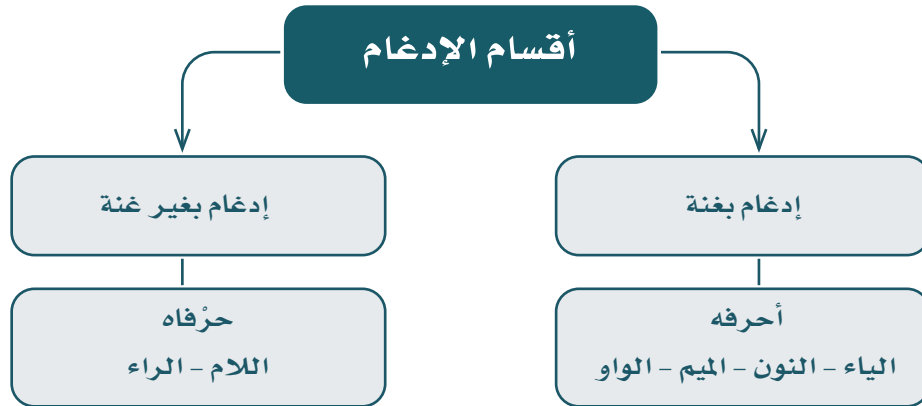 أقسام الإدغام
إدغام بغنة
أحرفه
الياء – النون – الميم – الواو
إدغام بغير غنة
حرْفاه
اللام – الراء